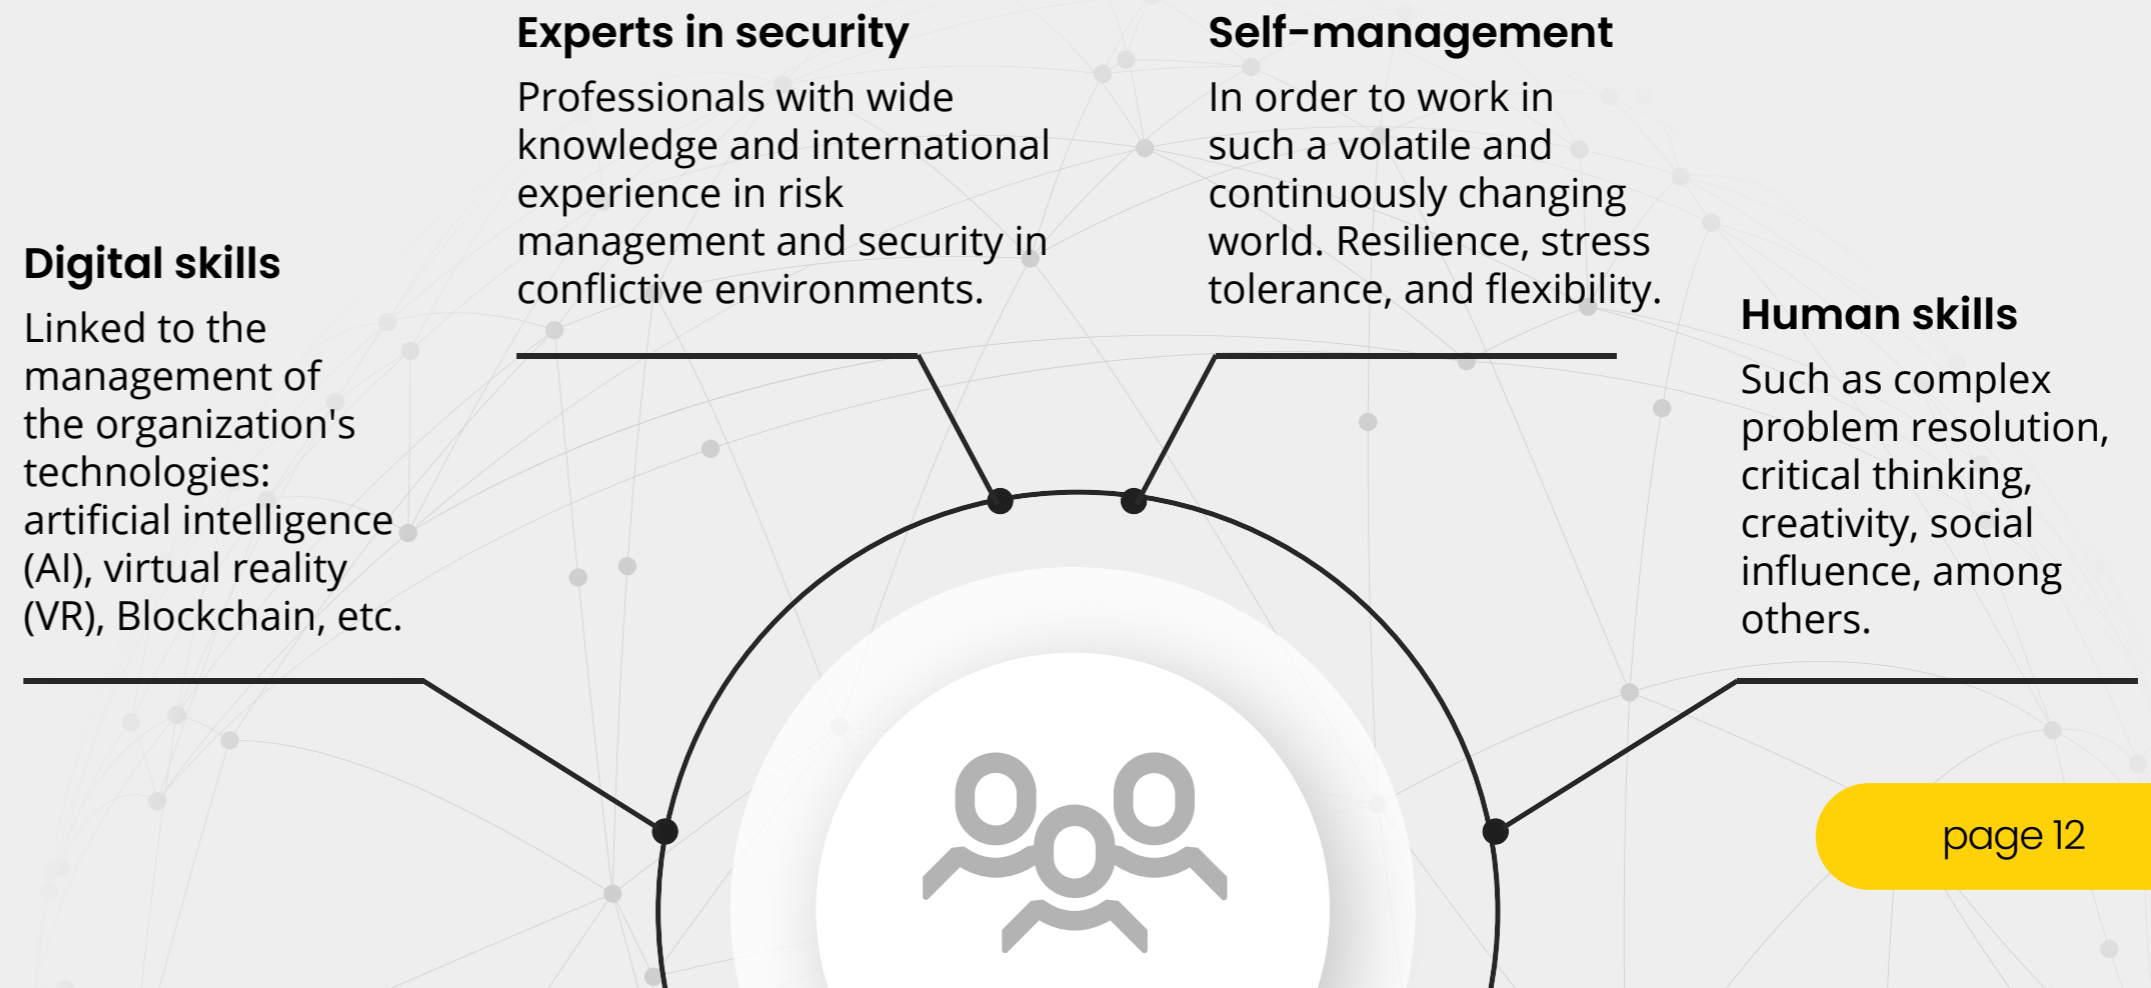 Experts in security
Professionals with wide
knowledge and international
experience in risk
management and security in
conflictive environments.
Self-management
In order to work in
such a volatile and
continuously changing
world. Resilience, stress
tolerance, and flexibility.
Digital skills
Linked to the
management of
the organization's
technologies:
artificial intelligence
(AI), virtual reality
(VR), Blockchain, etc.
Human skills
Such as complex
problem resolution,
critical thinking,
creativity, social
influence, among
others.
page 12